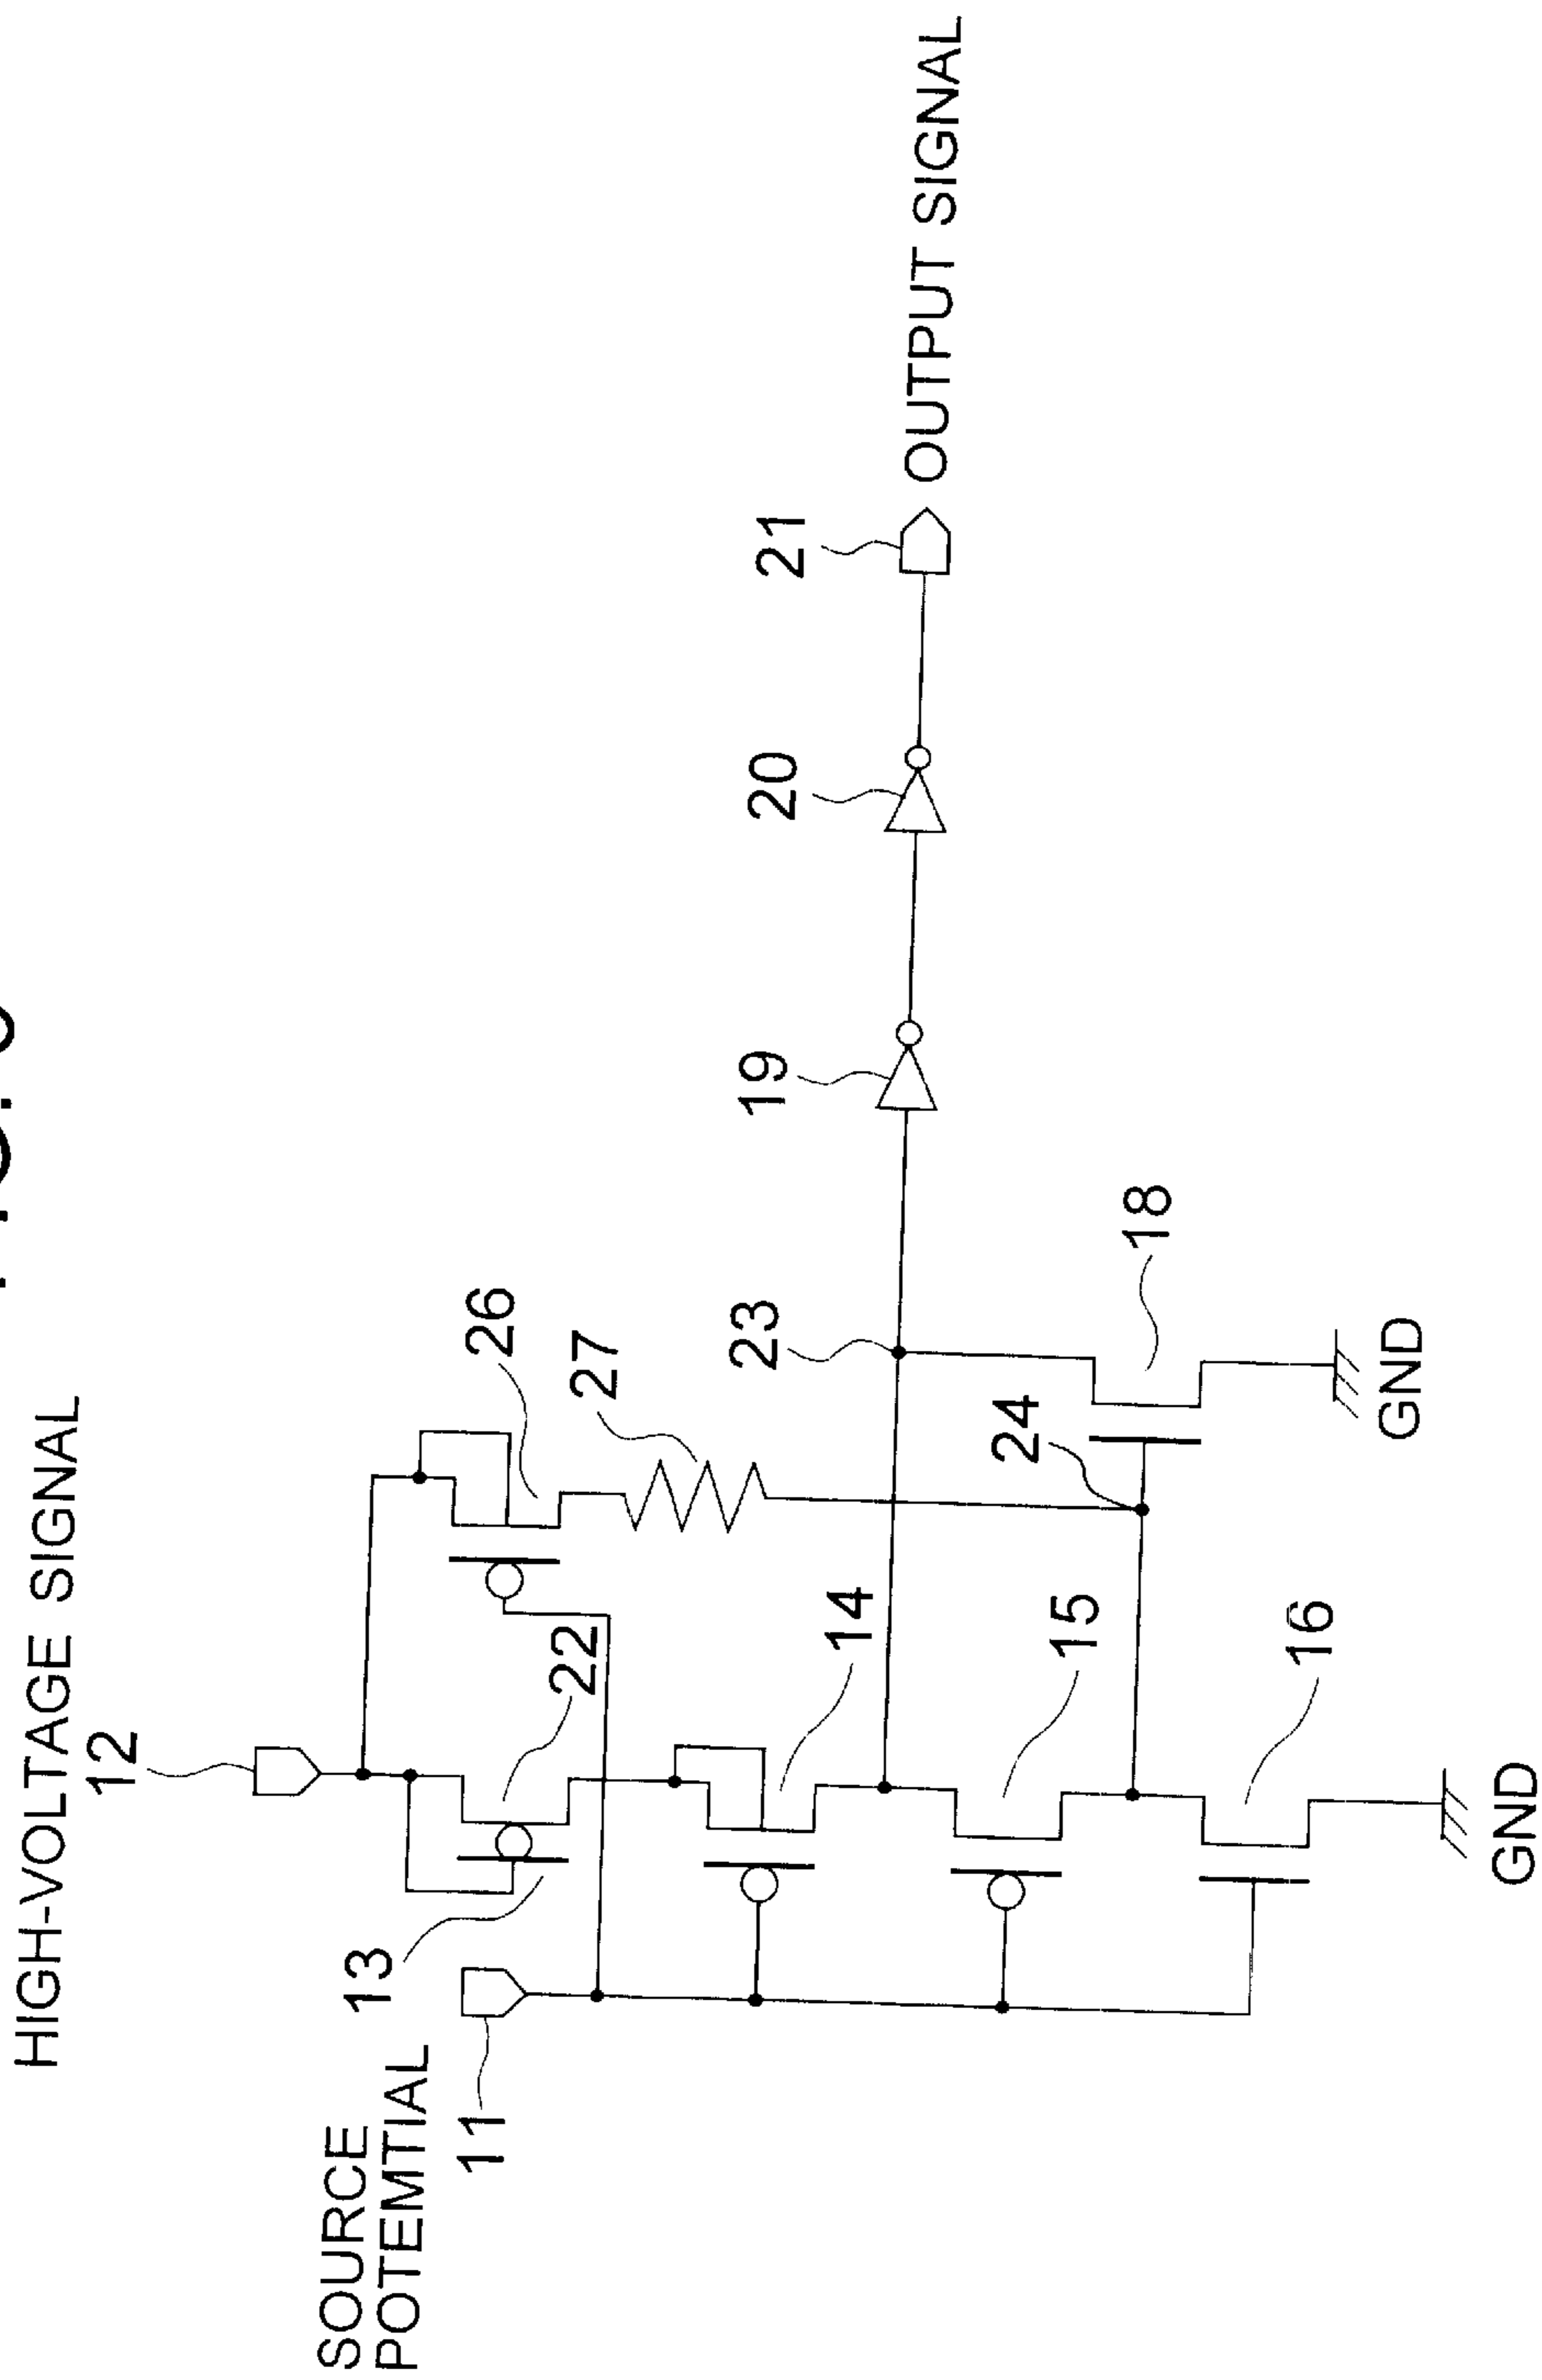 HIGH-VOLTAGE SIGNAL
12
SOURCE
POTEMTIAL
11
13
22
26
27
14
15
16
23
24
18
19
20
21
OUTPUT SIGNAL
GND
GND